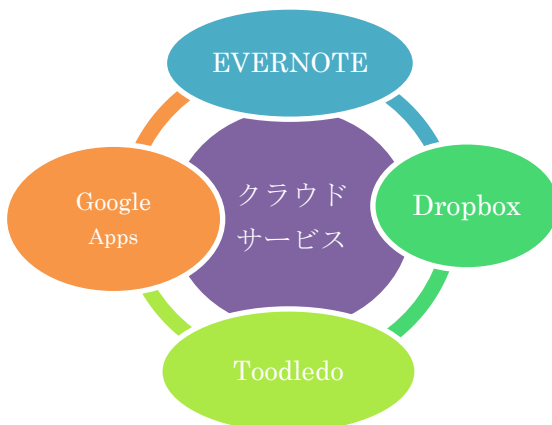 EVERNOTE
Google
Apps
クラウド
サービス
Dropbox
Toodledo